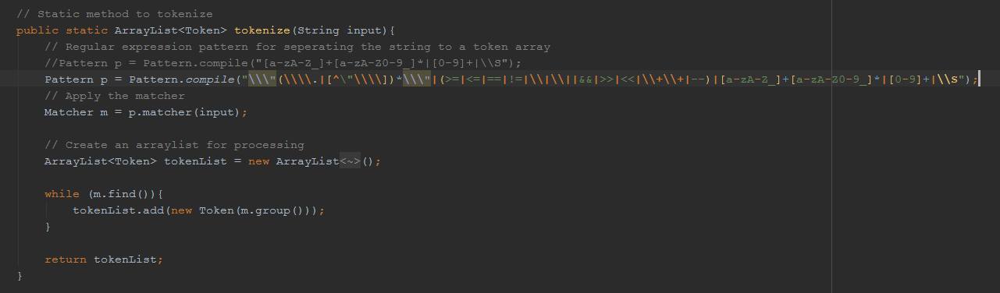 // Static method to tokenize
public static ArrayList<Token> tokenize(String input){
// Regular expression pattern for seperating the string to a token array
//Pattern p = Pattern.compile("[a-zA-Z_]+[a-zA-Z0-9_]*|[0-9]+|\\S");
Pattern p = Pattern.compile("\\\"(\\\\.|[^\"\\\\])*\\\"|(>=|<=|==|!=|\\|\\||&&|>>|<<|\\+\\+|--)|[a-zA-Z_]+[a-zA-Z0-9_]*|[0-9]+|\\S");
// Apply the matcher
Matcher m = p.matcher(input);
// Create an arraylist for processing
ArrayList<Token> tokenList = new ArrayList<~>();
while (m.find()){
tokenList.add(new Token(m.group()));
}
return tokenList;
}